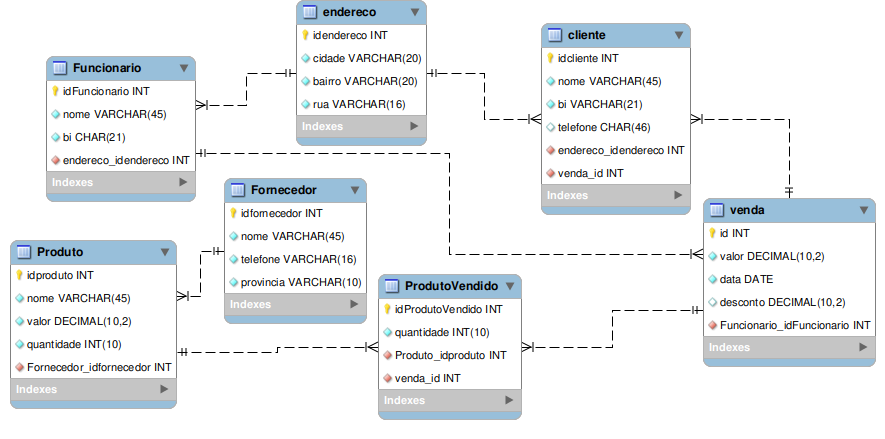 endereco
idendereco INT
cidade VARCHAR(20)
bairro VARCHAR(20)
rua VARCHAR(16)
Indexes
cliente
idcliente INT
nome VARCHAR(45)
bi VARCHAR(21)
telefone CHAR(46)
endereco_idendereco INT
venda_id INT
Indexes
Funcionario
idFuncionario INT
nome VARCHAR(45)
bi CHAR(21)
endereco_idendereco INT
Indexes
Fornecedor
idfornecedor INT
nome VARCHAR(45)
telefone VARCHAR(16)
provincia VARCHAR(10)
Indexes
venda
id INT
valor DECIMAL(10,2)
data DATE
desconto DECIMAL(10,2)
Funcionario_idFuncionario INT
Indexes
Produto
idproduto INT
nome VARCHAR(45)
valor DECIMAL(10,2)
quantidade INT(10)
Fornecedor_idfornecedor INT
Indexes
ProdutoVendido
idProdutoVendido INT
quantidade INT(10)
Produto_idproduto INT
venda_id INT
Indexes